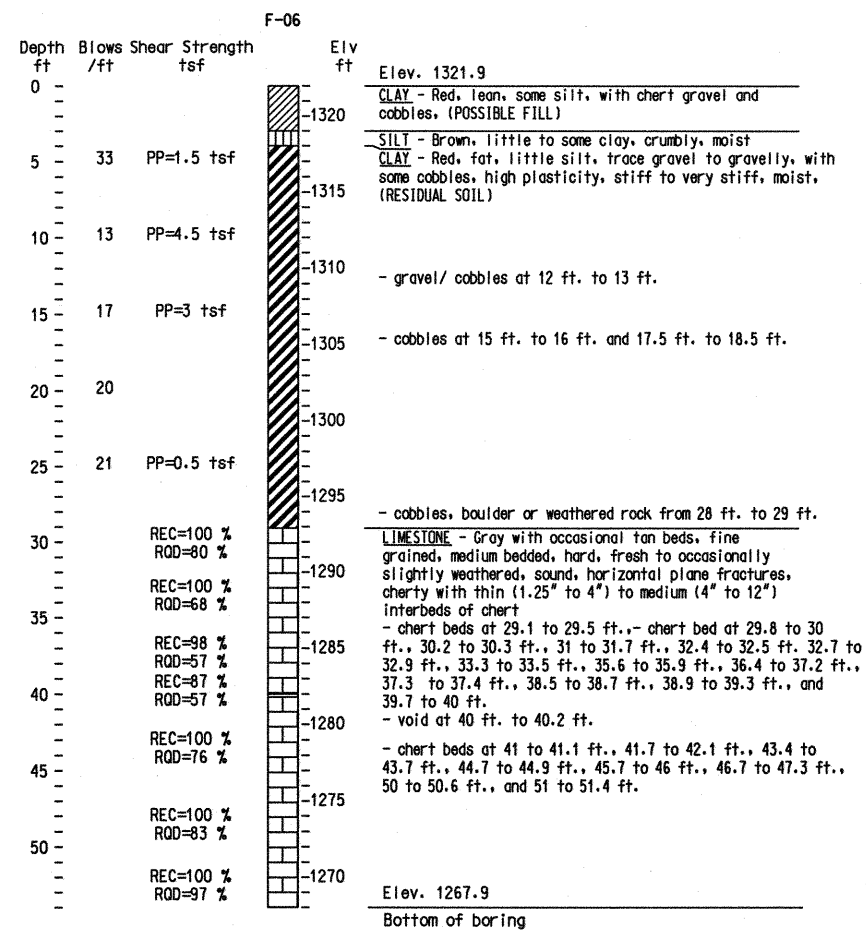 F-06
Depth Blows Shear Strength Elv
ft /ft tsf ft
Elev. 1321.9
0
CLAY - Red, lean, some silt, with chert gravel and
cobbles, (POSSIBLE FILL)
1320
SILT - Brown, little to some clay, crumbly, moist
5 33 PP=1.5 tsf
CLAY - Red, fat, little silt, trace gravel to gravelly, with
some cobbles, high plasticity, stiff to very stiff, moist,
(RESIDUAL SOIL)
1315
10 13 PP=4.5 tsf
1310
- gravel/ cobbles at 12 ft. to 13 ft.
15 17 PP=3 tsf
1305
- cobbles at 15 ft. to 16 ft. and 17.5 ft. to 18.5 ft.
20 20
1300
25 21 PP=0.5 tsf
1295
- cobbles, boulder or weathered rock from 28 ft. to 29 ft.
30
REC=100 %
RQD=80 %
LIMESTONE - Gray with occasional tan beds, fine
grained, medium bedded, hard, fresh to occasionally
slightly weathered, sound, horizontal plane fractures,
cherty with thin (1.25" to 4") to medium (4" to 12")
interbeds of chert
1290
REC=100 %
RQD=68 %
35
- chert beds at 29.1 to 29.5 ft.,- chert bed at 29.8 to 30
ft., 30.2 to 30.3 ft., 31 to 31.7 ft., 32.4 to 32.5 ft. 32.7 to
32.9 ft., 33.3 to 33.5 ft., 35.6 to 35.9 ft., 36.4 to 37.2 ft.,
37.3 to 37.4 ft., 38.5 to 38.7 ft., 38.9 to 39.3 ft., and
39.7 to 40 ft.
1285
REC=98 %
RQD=57 %
REC=87 %
RQD=57 %
40
- void at 40 ft. to 40.2 ft.
1280
REC=100 %
RQD=76 %
- chert beds at 41 to 41.1 ft., 41.7 to 42.1 ft., 43.4 to
43.7 ft., 44.7 to 44.9 ft., 45.7 to 46 ft., 46.7 to 47.3 ft.,
50 to 50.6 ft., and 51 to 51.4 ft.
45
1275
REC=100 %
RQD=83 %
50
1270
REC=100 %
RQD=97 %
Elev. 1267.9
Bottom of boring